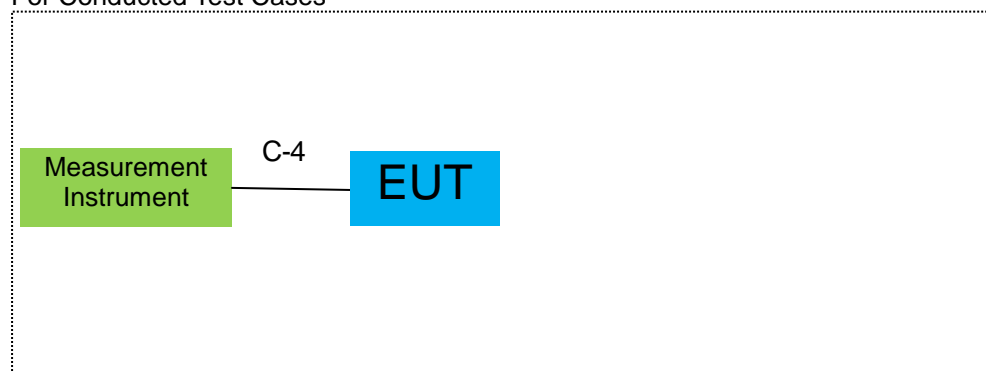 For Conducted Test Cases
C-4
Measurement
Instrument
EUT